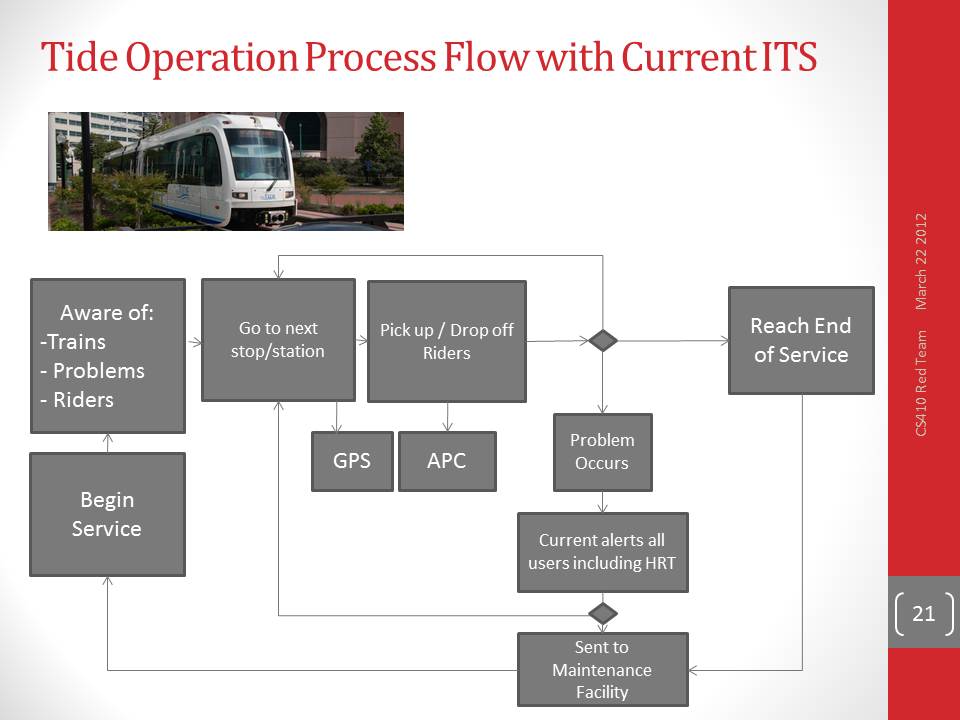 Tide Operation Process Flow with Current ITS
Aware of:
-Trains
- Problems
- Riders
Go to next
stop/station
Pick up / Drop off
Riders
Reach End
of Service
GPS
APC
Problem
Occurs
Begin
Service
Current alerts all
users including HRT
Sent to
Maintenance
Facility
CS410 Red Team March 22 2012
21